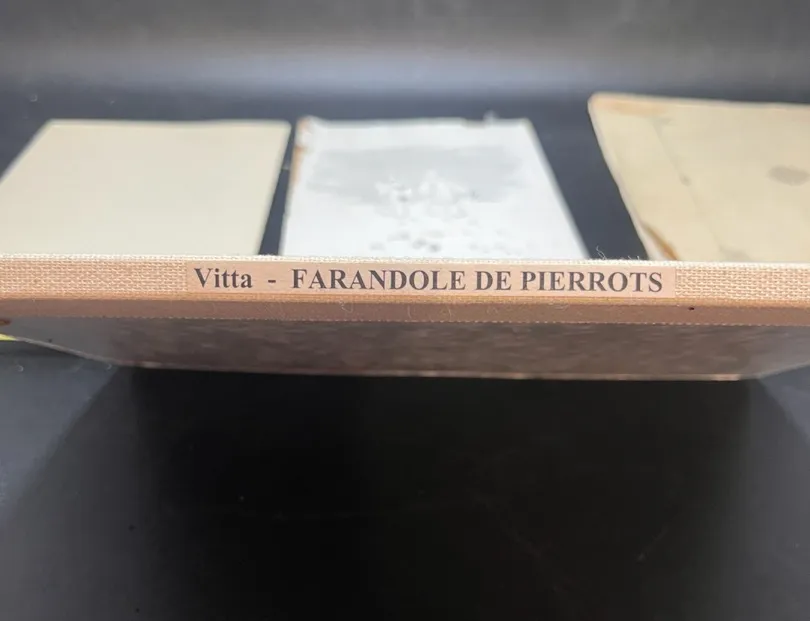 Vitta - FARANDOLE DE PIERROTS